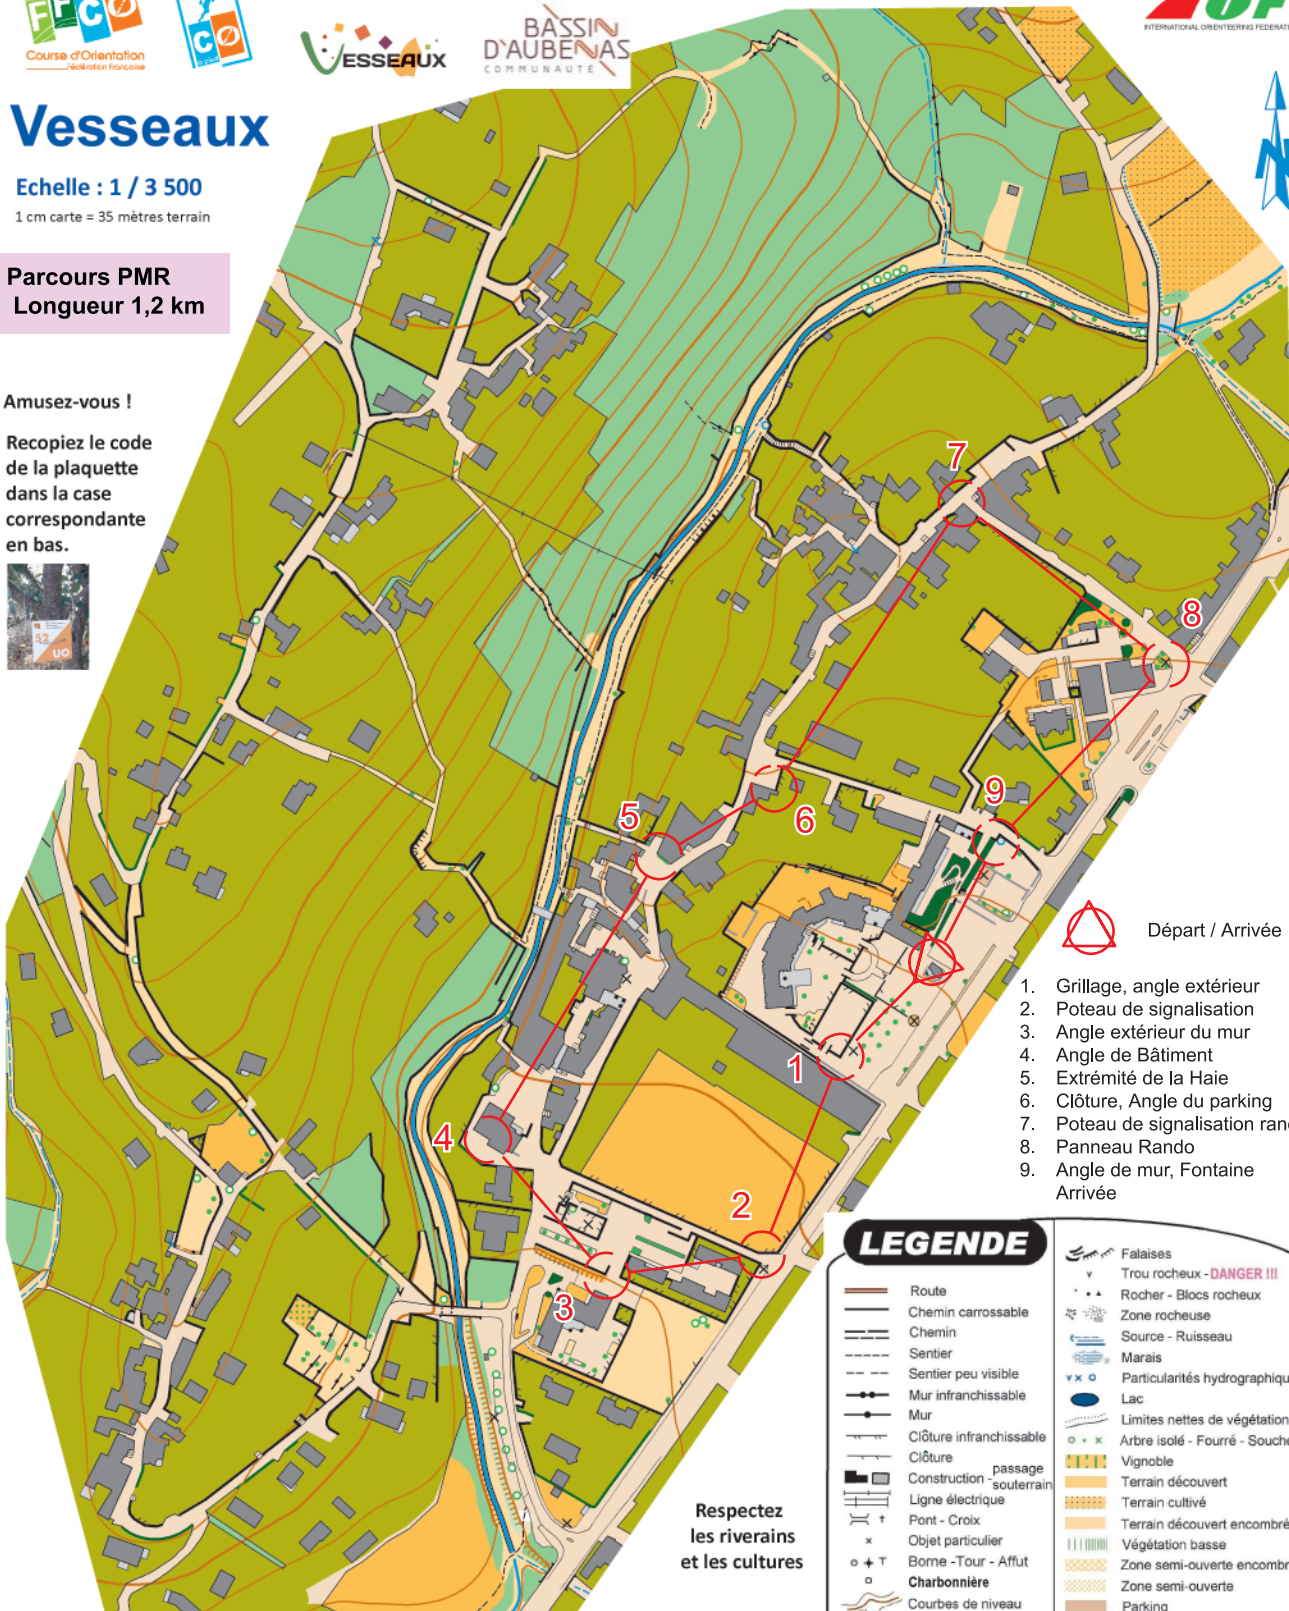 FFCO
Course d'Orientation
Fédération Française
CO
à pied
VESSEAUX
BASSIN
D'AUBENAS
COMMUNAUTÉ
INTERNATIONAL ORIENTEERING FEDERATI
Vesseaux
Echelle : 1 / 3 500
1 cm carte = 35 mètres terrain
Parcours PMR
Longueur 1,2 km
Amusez-vous !
Recopiez le code
de la plaquette
dans la case
correspondante
en bas.
52
UO
N
7
8
5
6
9
1
4
2
3
Départ / Arrivée
1. Grillage, angle extérieur
2. Poteau de signalisation
3. Angle extérieur du mur
4. Angle de Bâtiment
5. Extrémité de la Haie
6. Clôture, Angle du parking
7. Poteau de signalisation ran
8. Panneau Rando
9. Angle de mur, Fontaine
Arrivée
LEGENDE
Route
Chemin carrossable
Chemin
Sentier
Sentier peu visible
Mur infranchissable
Mur
Clôture infranchissable
Clôture
Construction - passage souterrain
Ligne électrique
Pont - Croix
Objet particulier
Borne - Tour - Affut
Charbonnière
Courbes de niveau
Falaises
Trou rocheux - DANGER !!!
Rocher - Blocs rocheux
Zone rocheuse
Source - Ruisseau
Marais
Particularités hydrographiqu
Lac
Limites nettes de végétation
Arbre isolé - Fourré - Souche
Vignoble
Terrain découvert
Terrain cultivé
Terrain découvert encombré
Végétation basse
Zone semi-ouverte encombr
Zone semi-ouverte
Parking
Respectez
les riverains
et les cultures